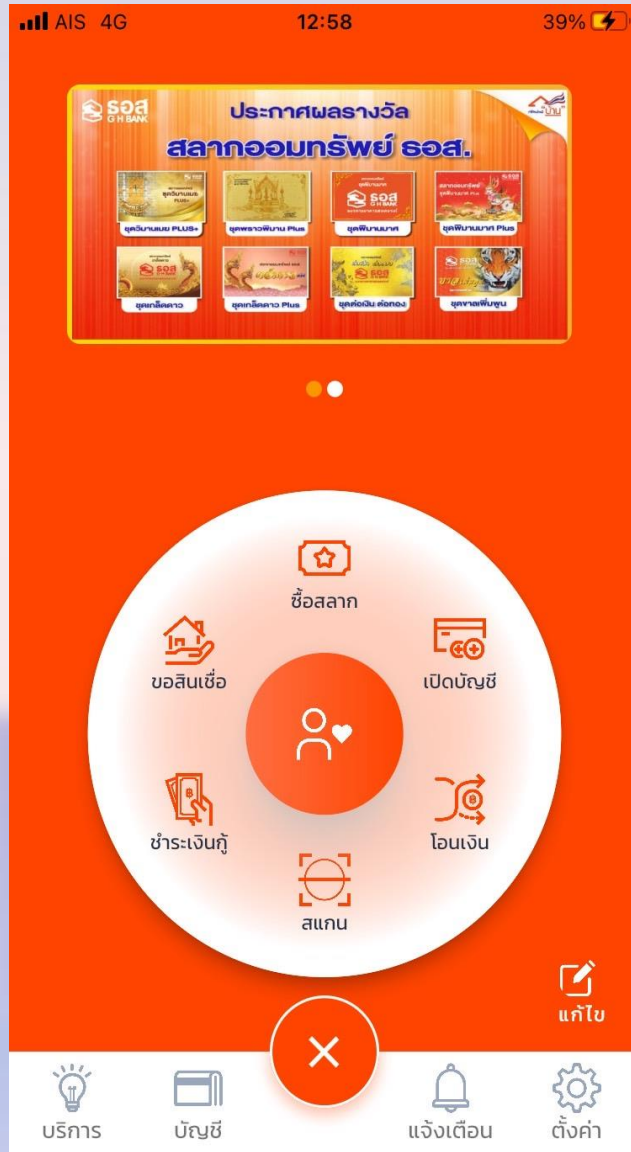 AIS 4G 12:58 39%
ธอส
G H BANK
ประกาศผลรางวัล
"บ้าน"
สลากออมทรัพย์ ธอส.
ชุดวิมานเมฆ PLUS+ ชุดพราวพิมาน Plus ชุดพิมานมาศ ชุดพิมานมาศ Plus
ชุดเกล็ดดาว ชุดเกล็ดดาว Plus ชุดต่อเงิน ต่อทอง ชุดขาลเพิ่มพูน
ซื้อสลาก
ขอสินเชื่อ เปิดบัญชี
ชำระเงินกู้ โอนเงิน
สแกน
แก้ไข
บริการ บัญชี แจ้งเตือน ตั้งค่า